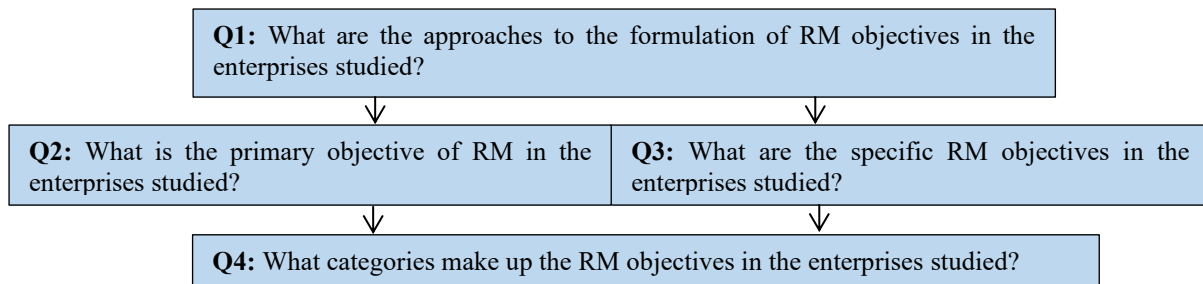 Q1: What are the approaches to the formulation of RM objectives in the
enterprises studied?
Q2: What is the primary objective of RM in the
enterprises studied?
Q3: What are the specific RM objectives in the
enterprises studied?
Q4: What categories make up the RM objectives in the enterprises studied?